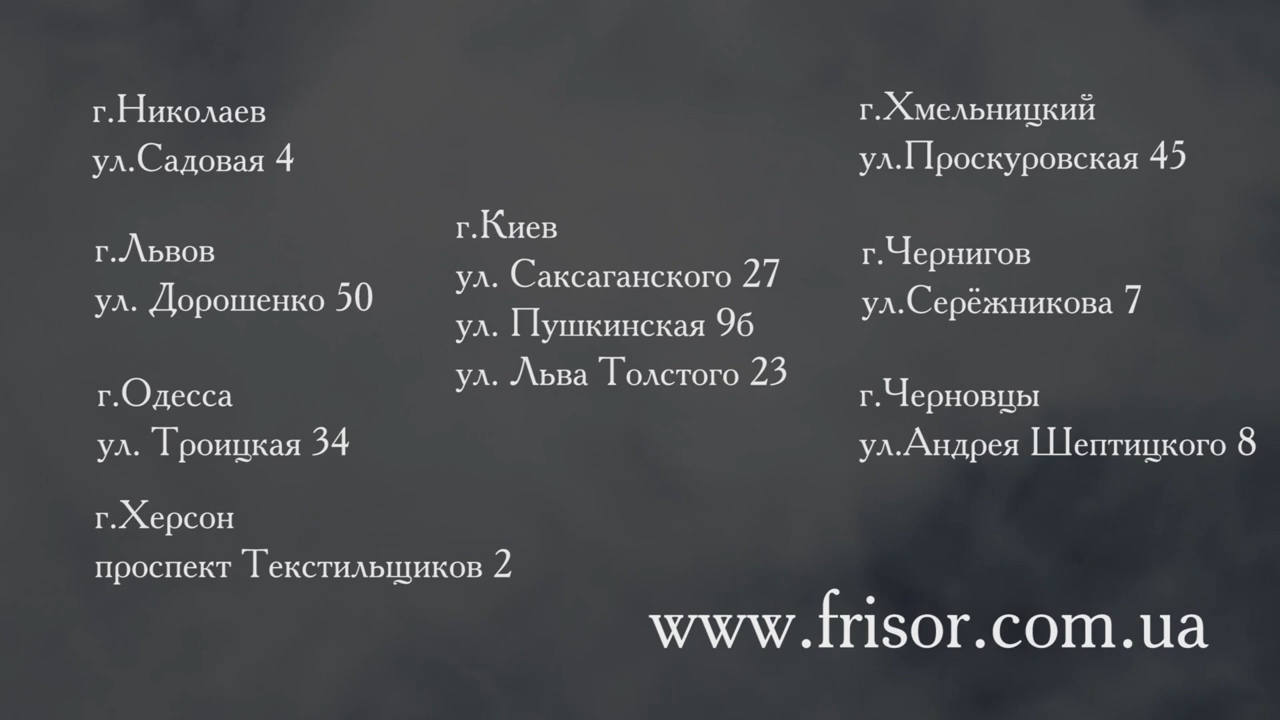 г.Николаев
ул.Садовая 4
г.Львов
ул. Дорошенко 50
г.Одесса
ул. Троицкая 34
г.Херсон
проспект Текстильщиков 2
г.Киев
ул. Саксаганского 27
ул. Пушкинская 9б
ул. Льва Толстого 23
г.Хмельницкий
ул.Проскуровская 45
г.Чернигов
ул.Серёжникова 7
г.Черновцы
ул.Андрея Шептицкого 8
www.frisor.com.ua